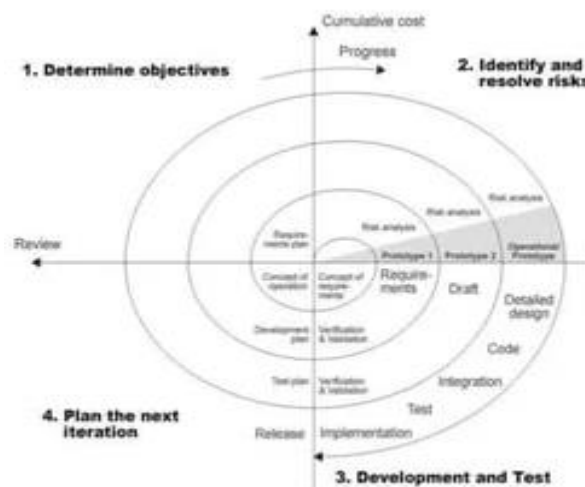 Cumulative cost
Progress
1. Determine objectives
2. Identify and
resolve risks
Review
Require-
ments plan
Risk analysis
Risk analysis
Risk analysis
Concept of
operation
Concept of
require-
ments
Prototype 1
Prototype 2
Operational
Prototype
Require-
ments
Draft
Detailed
design
Development
plan
Verification
& Validation
Code
Test plan
Verification
& Validation
Integration
Test
4. Plan the next
iteration
Release
Implementation
3. Development and Test